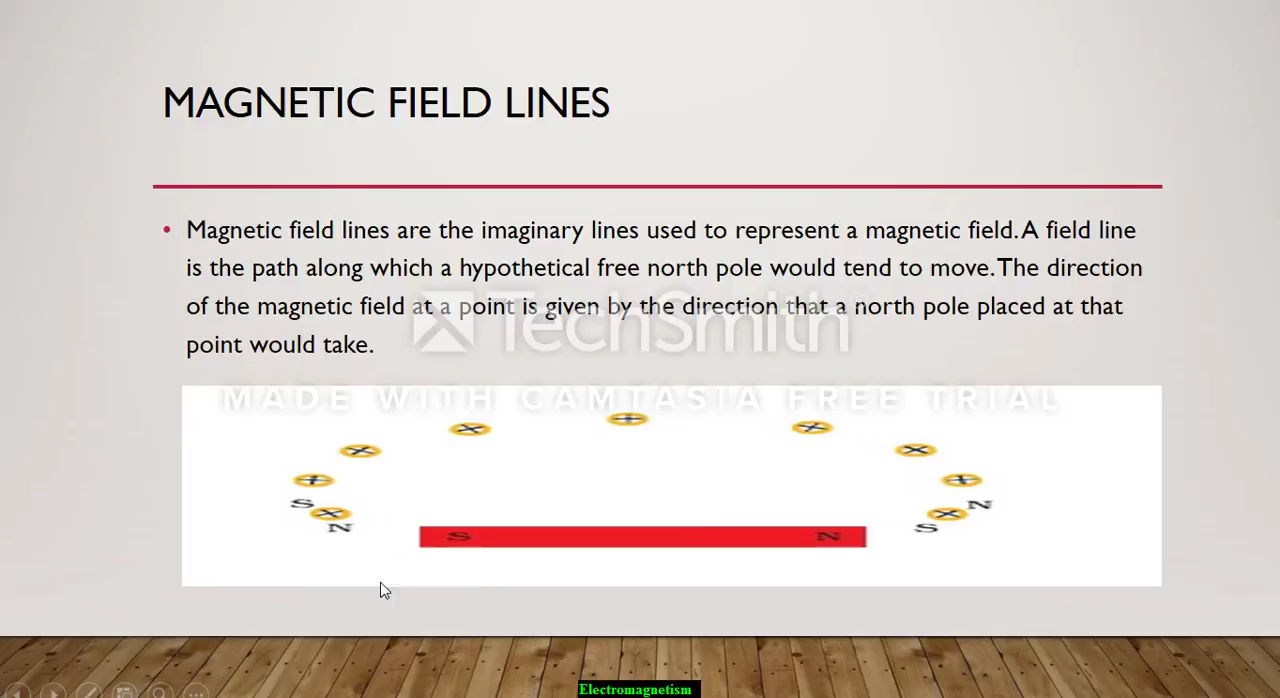 MAGNETIC FIELD LINES
• Magnetic field lines are the imaginary lines used to represent a magnetic field. A field line
is the path along which a hypothetical free north pole would tend to move. The direction
of the magnetic field at a point is given by the direction that a north pole placed at that
point would take.
TechSmith
MADE WITH CAMTASIA FREE TRIAL
S
N
S N
N
S
Electromagnetism